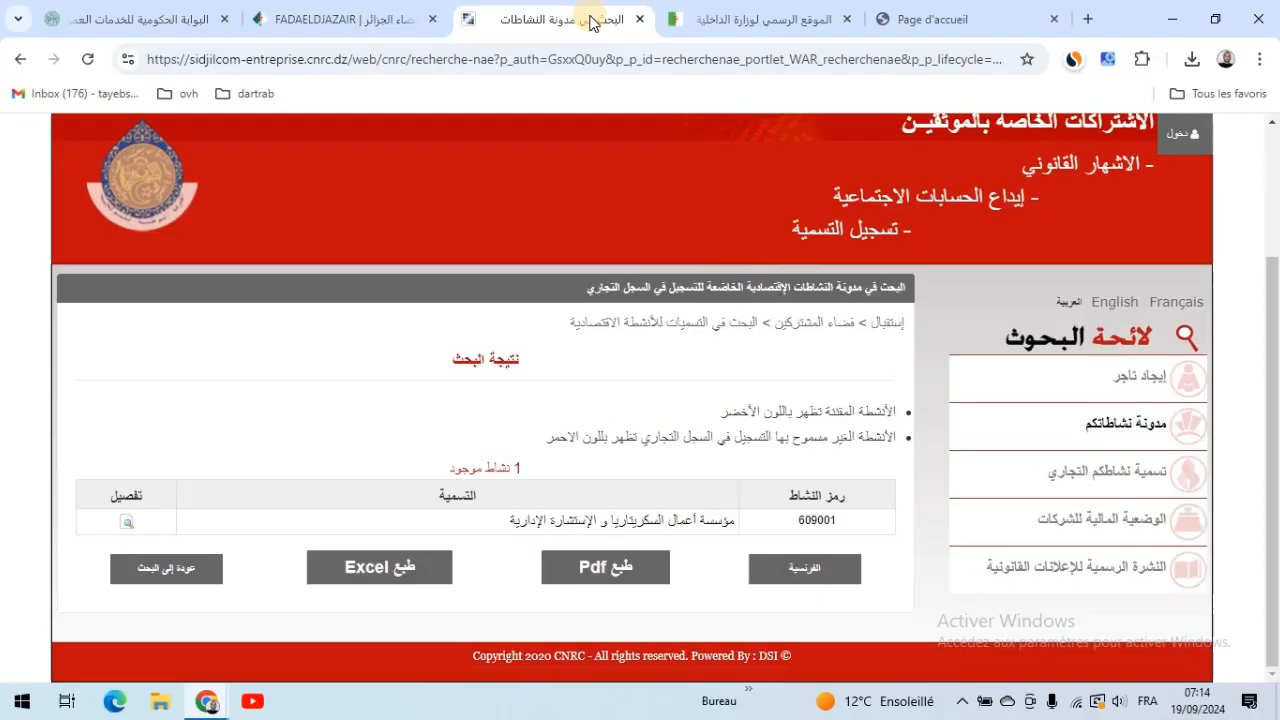 البوابة الحكومية للخدمات العمـ
FADAELDJAZAIR | ضاء الجزائر
البحث في مدونة النشاطات
الموقع الرسمي لوزارة الداخلية
Page d'accueil
https://sidjilcom-entreprise.cnrc.dz/web/cnrc/recherche-nae?p_auth=GsxxQ0uy&p_p_id=recherchenae_portlet_WAR_recherchenae&p_p_lifecycle=...
Inbox (176) - tayebs...
ovh
dartrab
Tous les favoris
الاشتراكات الخاصة بالموثقيـن
دخول
- الاشهار القانوني
- إيداع الحسابات الاجتماعية
- تسجيل التسمية
البحث في مدونة النشاطات الإقتصادية الخاضعة للتسجيل في السجل التجاري
إستقبال > فضاء المشتركين > البحث في التسميات للأنشطة الاقتصادية
نتيجة البحث
الأنشطة المقننة تظهر باللون الأخضر
الأنشطة الغير مسموح بها التسجيل في السجل التجاري تظهر بللون الاحمر
1 نشاط موجود
رمز النشاط التسمية تفصيل
609001 مؤسسة أعمال السكريتاريا و الإستشارة الإدارية
الفرنسية
طبع Pdf
طبع Excel
عودة إلى البحث
العربية English Français
لائحة البحوث
إيجاد تاجر
مدونة نشاطاتكم
تسمية نشاطكم التجاري
الوضعية المالية للشركات
النشرة الرسمية للإعلانات القانونية
Activer Windows
Accédez aux paramètres pour activer Windows.
Copyright 2020 CNRC - All rights reserved. Powered By : DSI ©
Bureau
12°C Ensoleillé
FRA
07:14
19/09/2024